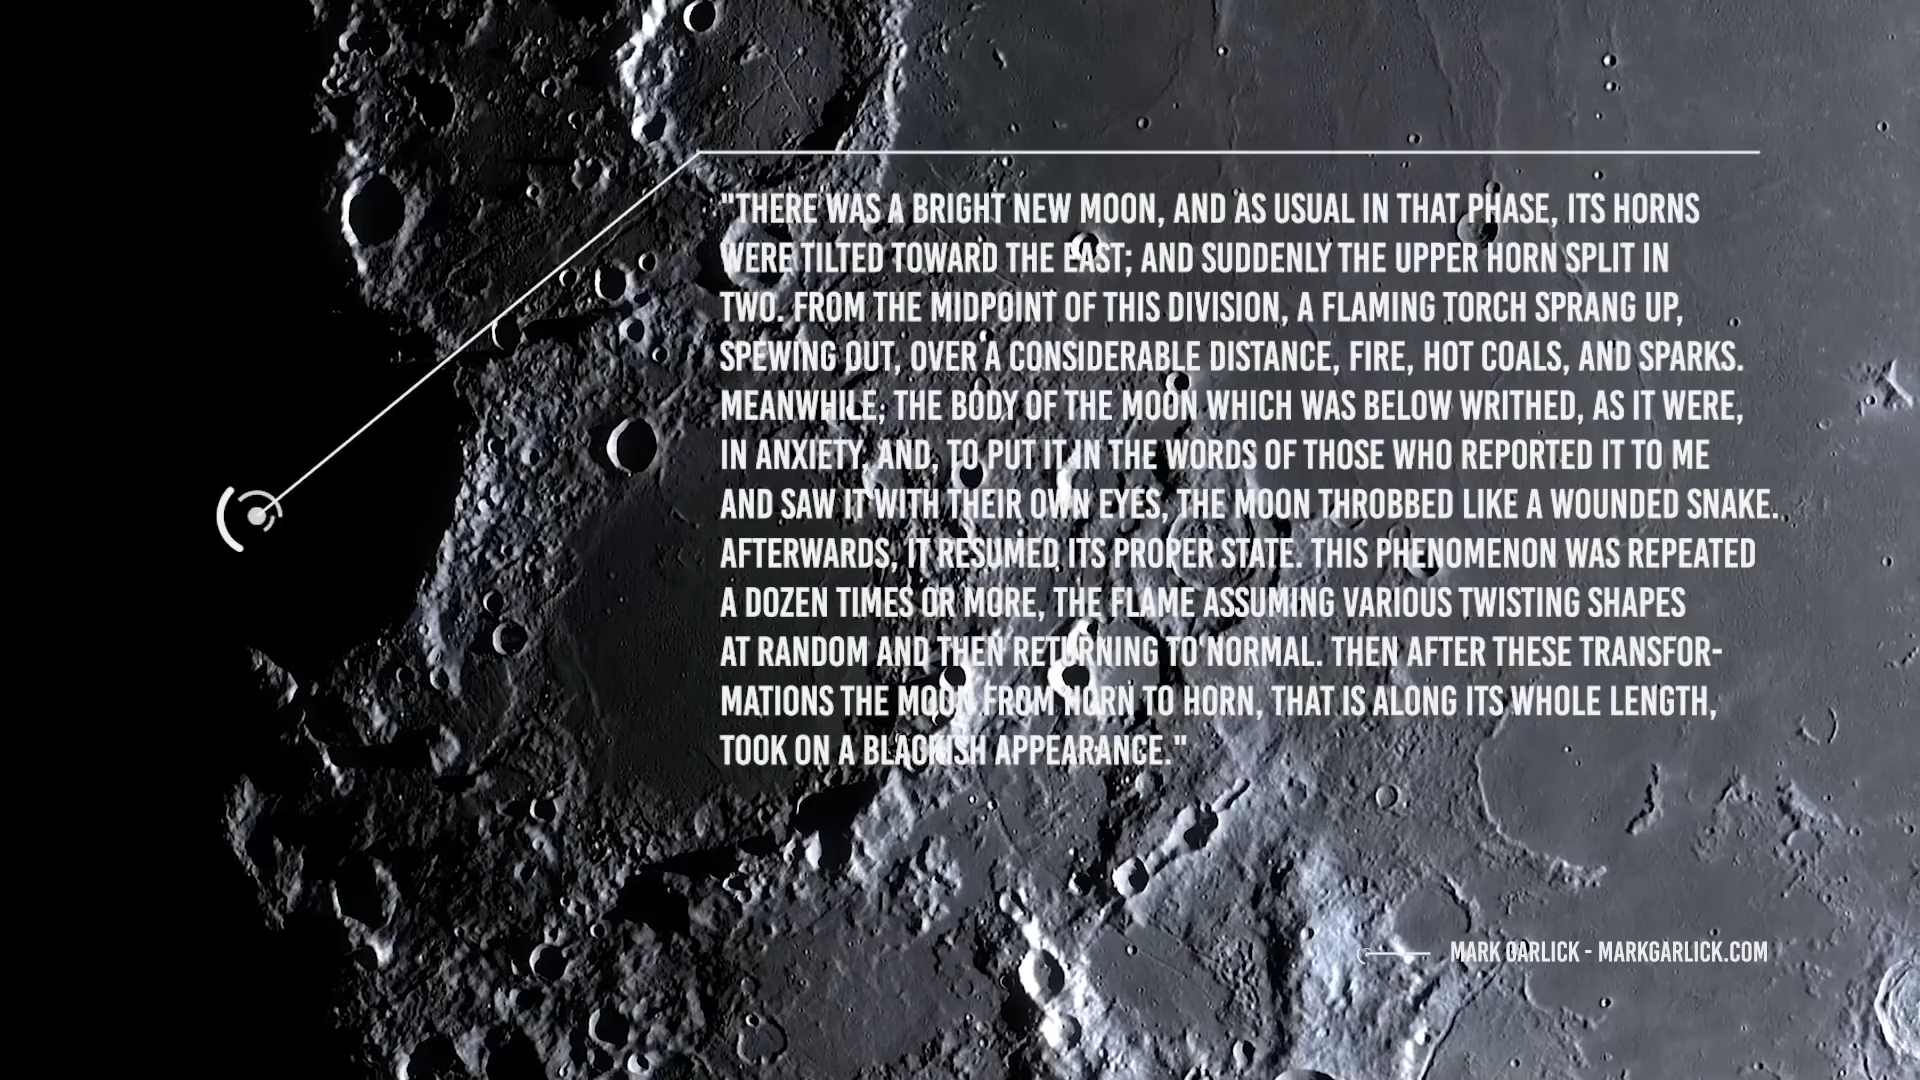 "THERE WAS A BRIGHT NEW MOON, AND AS USUAL IN THAT PHASE, ITS HORNS
WERE TILTED TOWARD THE EAST; AND SUDDENLY THE UPPER HORN SPLIT IN
TWO. FROM THE MIDPOINT OF THIS DIVISION, A FLAMING TORCH SPRANG UP,
SPEWING OUT, OVER A CONSIDERABLE DISTANCE, FIRE, HOT COALS, AND SPARKS.
MEANWHILE, THE BODY OF THE MOON WHICH WAS BELOW WRITHED, AS IT WERE,
IN ANXIETY, AND, TO PUT IT IN THE WORDS OF THOSE WHO REPORTED IT TO ME
AND SAW IT WITH THEIR OWN EYES, THE MOON THROBBED LIKE A WOUNDED SNAKE.
AFTERWARDS, IT RESUMED ITS PROPER STATE. THIS PHENOMENON WAS REPEATED
A DOZEN TIMES OR MORE, THE FLAME ASSUMING VARIOUS TWISTING SHAPES
AT RANDOM AND THEN RETURNING TO NORMAL. THEN AFTER THESE TRANSFOR-
MATIONS THE MOON FROM HORN TO HORN, THAT IS ALONG ITS WHOLE LENGTH,
TOOK ON A BLACKISH APPEARANCE."
MARK GARLICK - MARKGARLICK.COM